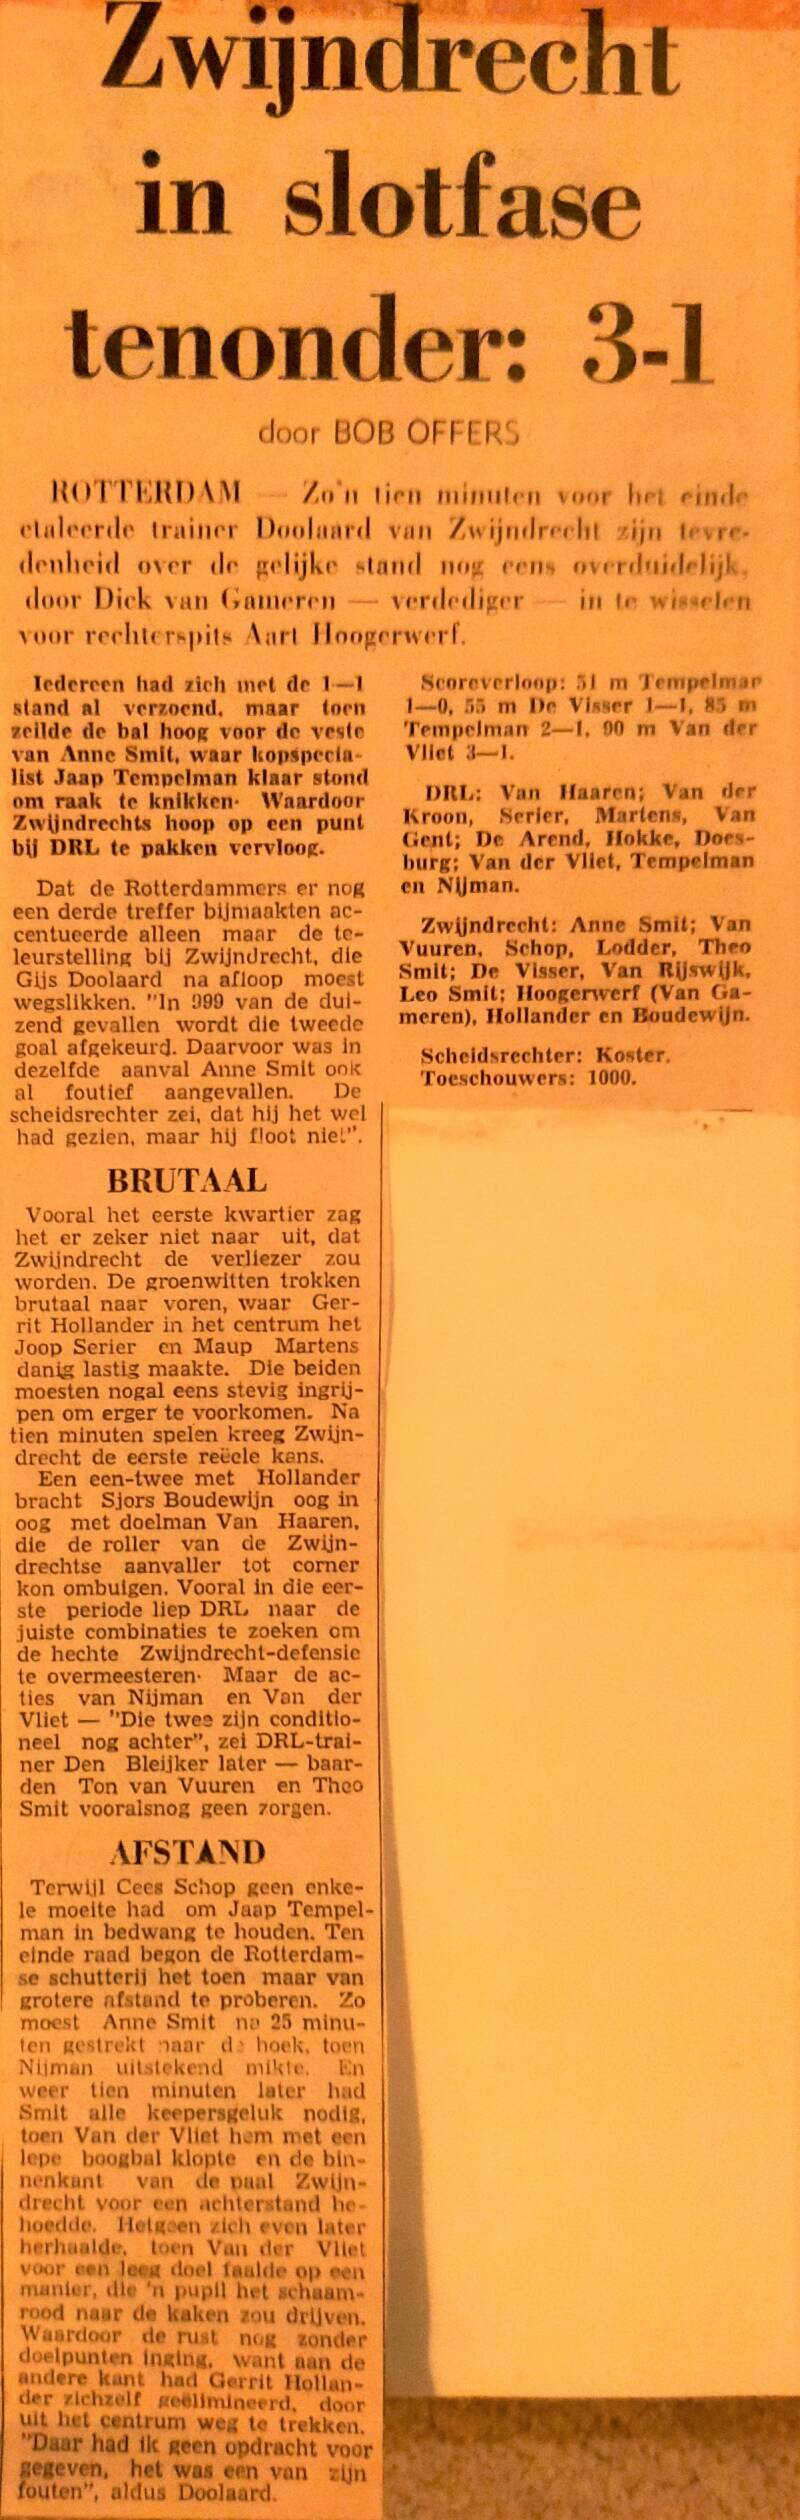 Zwijndrecht
in slotfase
tenonder: 3-1
door BOB OFFERS
ROTTERDAM — Zo'n tien minuten voor het einde
etaleerde trainer Doolaard van Zwijndrecht zijn tevre-
denheid over de gelijke stand nog eens overduidelijk,
door Dick van Gameren — verdediger — in te wisselen
voor rechterspits Aart Hoogerwerf.
Iedereen had zich met de 1—1
stand al verzoend, maar toen
zeilde de bal hoog voor de veste
van Anne Smit, waar kopspecia-
list Jaap Tempelman klaar stond
om raak te knikken. Waardoor
Zwijndrechts hoop op een punt
bij DRL te pakken vervloog.
Dat de Rotterdammers er nog
een derde treffer bijmaakten ac-
centueerde alleen maar de te-
leurstelling bij Zwijndrecht, die
Gijs Doolaard na afloop moest
wegslikken. "In 999 van de dui-
zend gevallen wordt die tweede
goal afgekeurd. Daarvoor was in
dezelfde aanval Anne Smit ook
al foutief aangevallen. De
scheidsrechter zei, dat hij het wel
had gezien, maar hij floot niet".
BRUTAAL
Vooral het eerste kwartier zag
het er zeker niet naar uit, dat
Zwijndrecht de verliezer zou
worden. De groenwitten trokken
brutaal naar voren, waar Ger-
rit Hollander in het centrum het
Joop Serier en Maup Martens
danig lastig maakte. Die beiden
moesten nogal eens stevig ingrij-
pen om erger te voorkomen. Na
tien minuten spelen kreeg Zwijn-
drecht de eerste reëele kans.
Een een-twee met Hollander
bracht Sjors Boudewijn oog in
oog met doelman Van Haaren,
die de roller van de Zwijn-
drechtse aanvaller tot corner
kon ombuigen. Vooral in die eer-
ste periode liep DRL naar de
juiste combinaties te zoeken om
de hechte Zwijndrecht-defensie
te overmeesteren. Maar de ac-
ties van Nijman en Van der
Vliet — "Die twee zijn conditio-
neel nog achter", zei DRL-trai-
ner Den Bleijker later — baar-
den Ton van Vuuren en Theo
Smit vooralsnog geen zorgen.
AFSTAND
Terwijl Cees Schop geen enke-
le moeite had om Jaap Tempel-
man in bedwang te houden. Ten
einde raad begon de Rotterdam-
se schutterij het toen maar van
grotere afstand te proberen. Zo
moest Anne Smit na 25 minu-
ten gestrekt naar de hoek, toen
Nijman uitstekend mikte. En
weer tien minuten later had
Smit alle keepersgeluk nodig,
toen Van der Vliet hem met een
lepe boogbal klopte en de bin-
nenkant van de paal Zwijn-
drecht voor een achterstand be-
hoedde. Hetgeen zich even later
herhaalde, toen Van der Vliet
voor een leeg doel faalde op een
manier, die 'n pupil het schaam-
rood naar de kaken zou drijven.
Waardoor de rust nog zonder
doelpunten inging, want aan de
andere kant had Gerrit Hollan-
der zichzelf geëlimineerd, door
uit het centrum weg te trekken.
"Daar had ik geen opdracht voor
gegeven, het was een van zijn
fouten", aldus Doolaard.
Scoreverloop: 51 m Tempelman
1—0, 55 m De Visser 1—1, 85 m
Tempelman 2—1, 90 m Van der
Vliet 3—1.
DRL: Van Haaren; Van der
Kroon, Serier, Martens, Van
Gent; De Arend, Hokke, Does-
burg; Van der Vliet, Tempelman
en Nijman.
Zwijndrecht: Anne Smit; Van
Vuuren, Schop, Lodder, Theo
Smit; De Visser, Van Rijswijk,
Leo Smit; Hoogerwerf (Van Ga-
meren), Hollander en Boudewijn.
Scheidsrechter: Koster.
Toeschouwers: 1000.